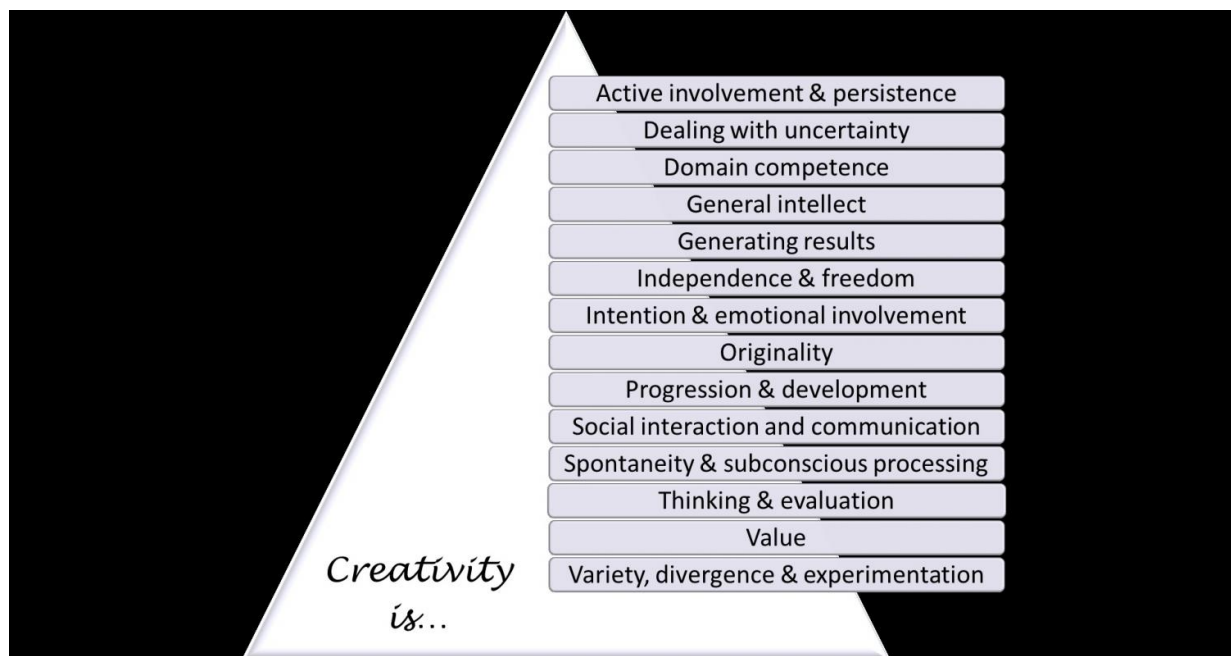 Active involvement & persistence
Dealing with uncertainty
Domain competence
General intellect
Generating results
Independence & freedom
Intention & emotional involvement
Originality
Progression & development
Social interaction and communication
Spontaneity & subconscious processing
Thinking & evaluation
Value
Variety, divergence & experimentation
Creativity
is...